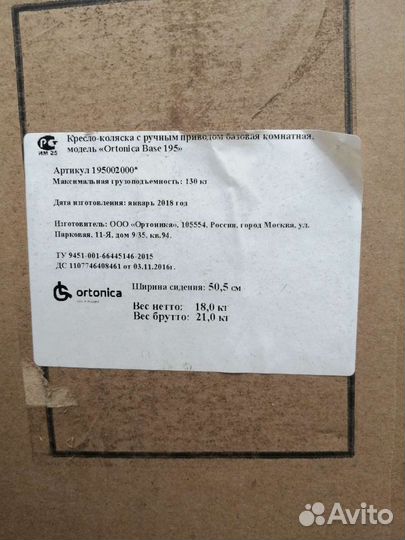 РСТ
ИМ 25
Кресло-коляска с ручным приводом базовая комнатная,
модель «Ortonica Base 195»
Артикул 195002000*
Максимальная грузоподъемность: 130 кг
Дата изготовления: январь 2018 год
Изготовитель: ООО «Ортоника», 105554, Россия, город Москва, ул.
Парковая, 11-Я, дом 9/35, кв.94.
ТУ 9451-001-66445146-2015
ДС 1107746408461 от 03.11.2016г.
ortonica
Ширина сидения: 50,5 см
Вес нетто: 18,0 кг
Вес брутто: 21,0 кг
Avito